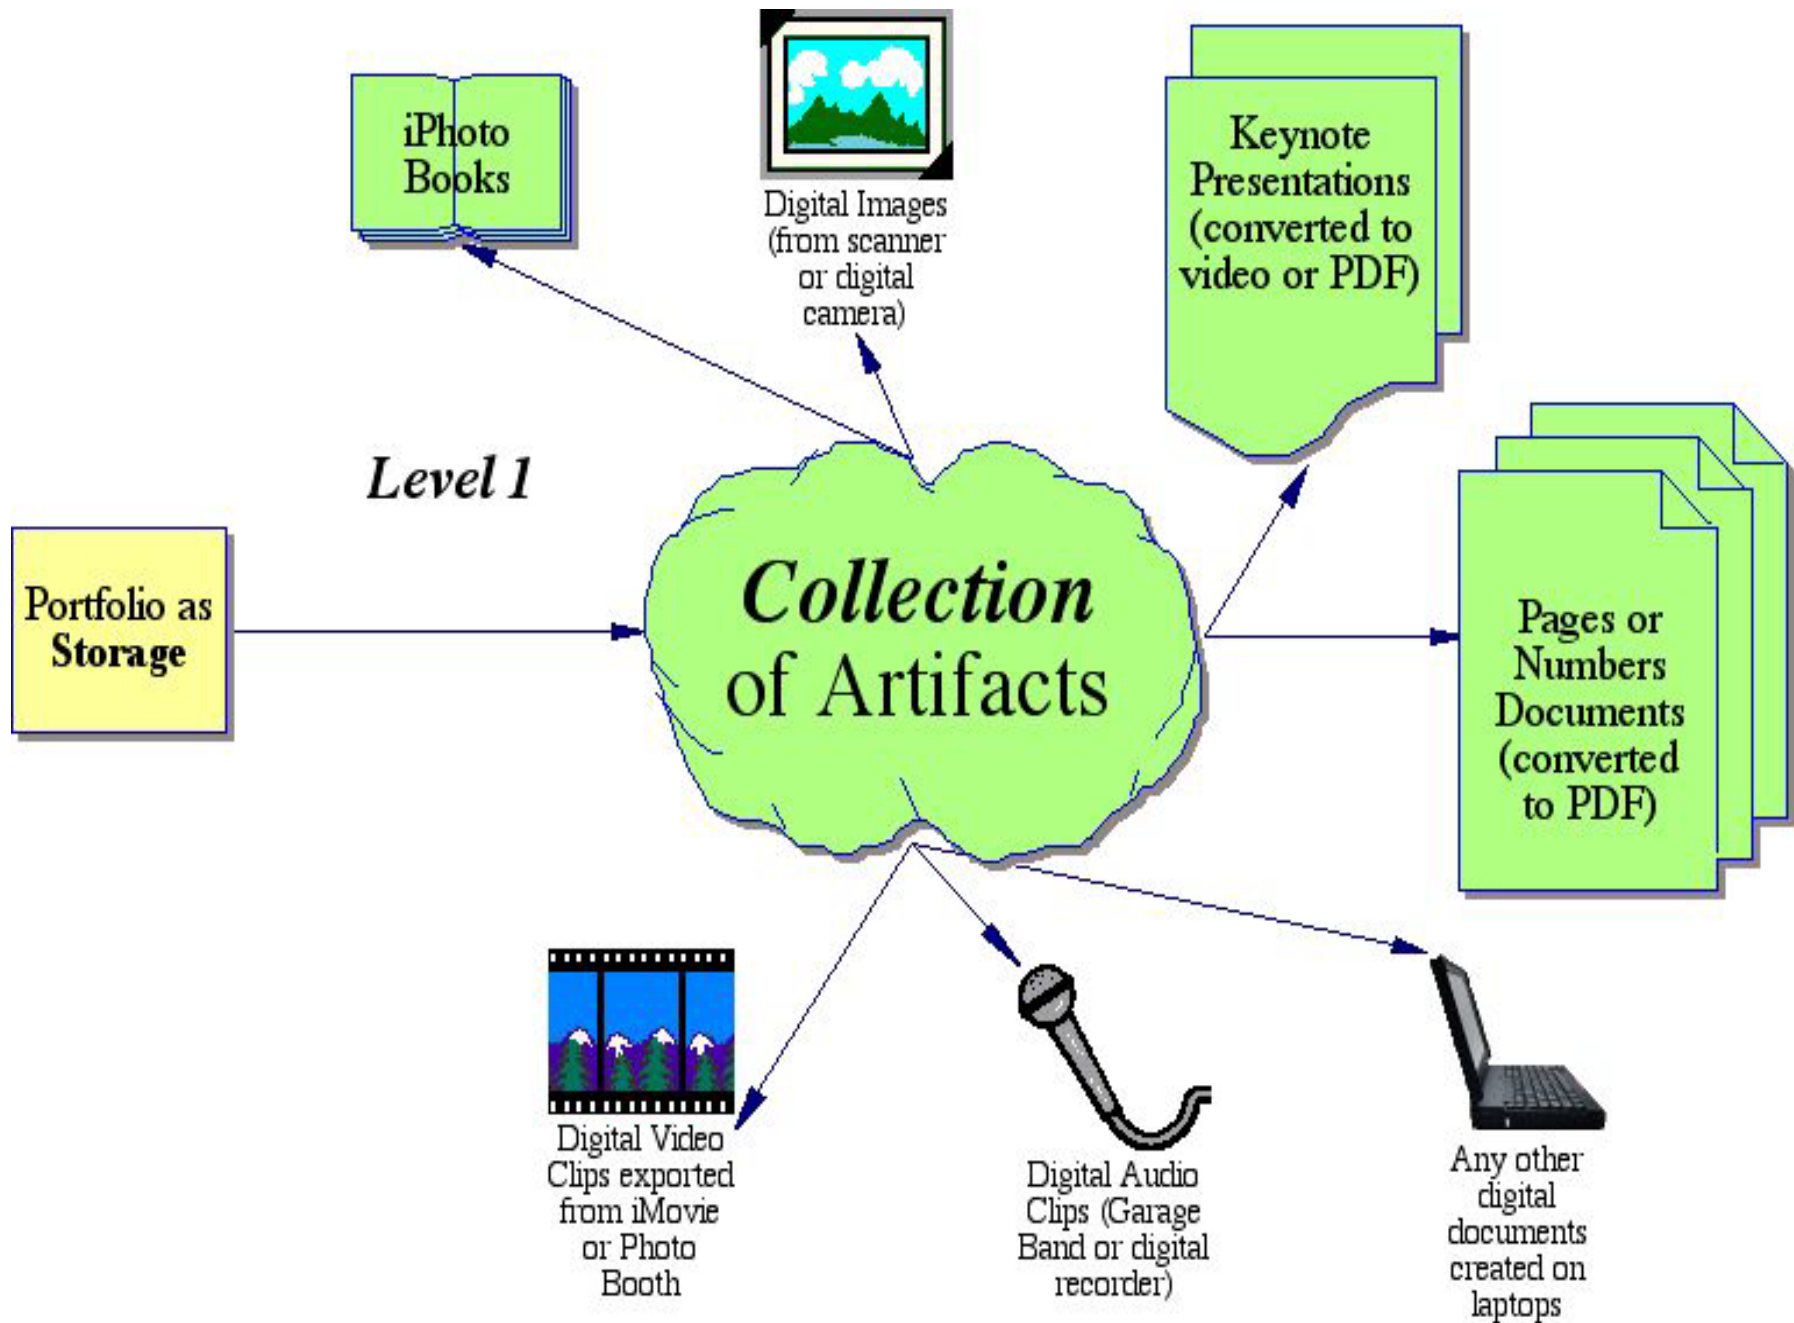 iPhoto
Books
Digital Images
(from scanner
or digital
camera)
Keynote
Presentations
(converted to
video or PDF)
Level 1
Portfolio as
Storage
Collection
of Artifacts
Pages or
Numbers
Documents
(converted
to PDF)
Digital Video
Clips exported
from iMovie
or Photo
Booth
Digital Audio
Clips (Garage
Band or digital
recorder)
Any other
digital
documents
created on
laptops